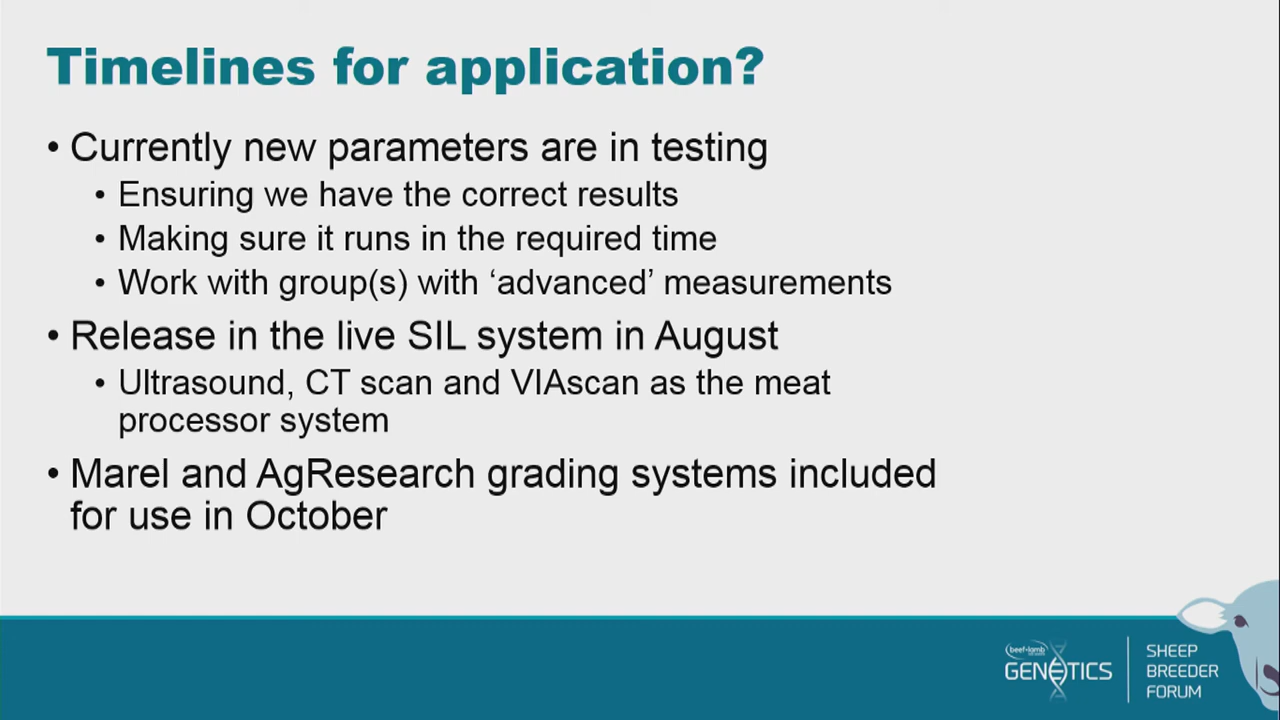 Timelines for application?
• Currently new parameters are in testing
• Ensuring we have the correct results
• Making sure it runs in the required time
• Work with group(s) with ‘advanced’ measurements
• Release in the live SIL system in August
• Ultrasound, CT scan and VIAscan as the meat
processor system
• Marel and AgResearch grading systems included
for use in October
beef+lamb
GENETICS
SHEEP
BREEDER
FORUM